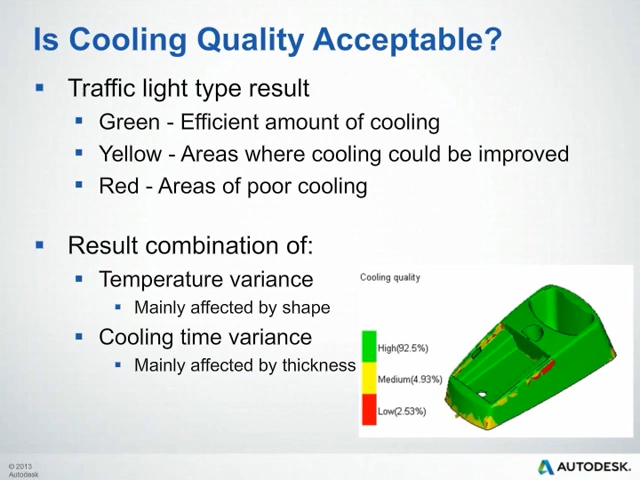 Is Cooling Quality Acceptable?
Traffic light type result
Green - Efficient amount of cooling
Yellow - Areas where cooling could be improved
Red - Areas of poor cooling
Result combination of:
Temperature variance
Mainly affected by shape
Cooling time variance
Mainly affected by thickness
Cooling quality
High(92.5%)
Medium(4.93%)
Low(2.53%)
© 2013
Autodesk
AUTODESK.